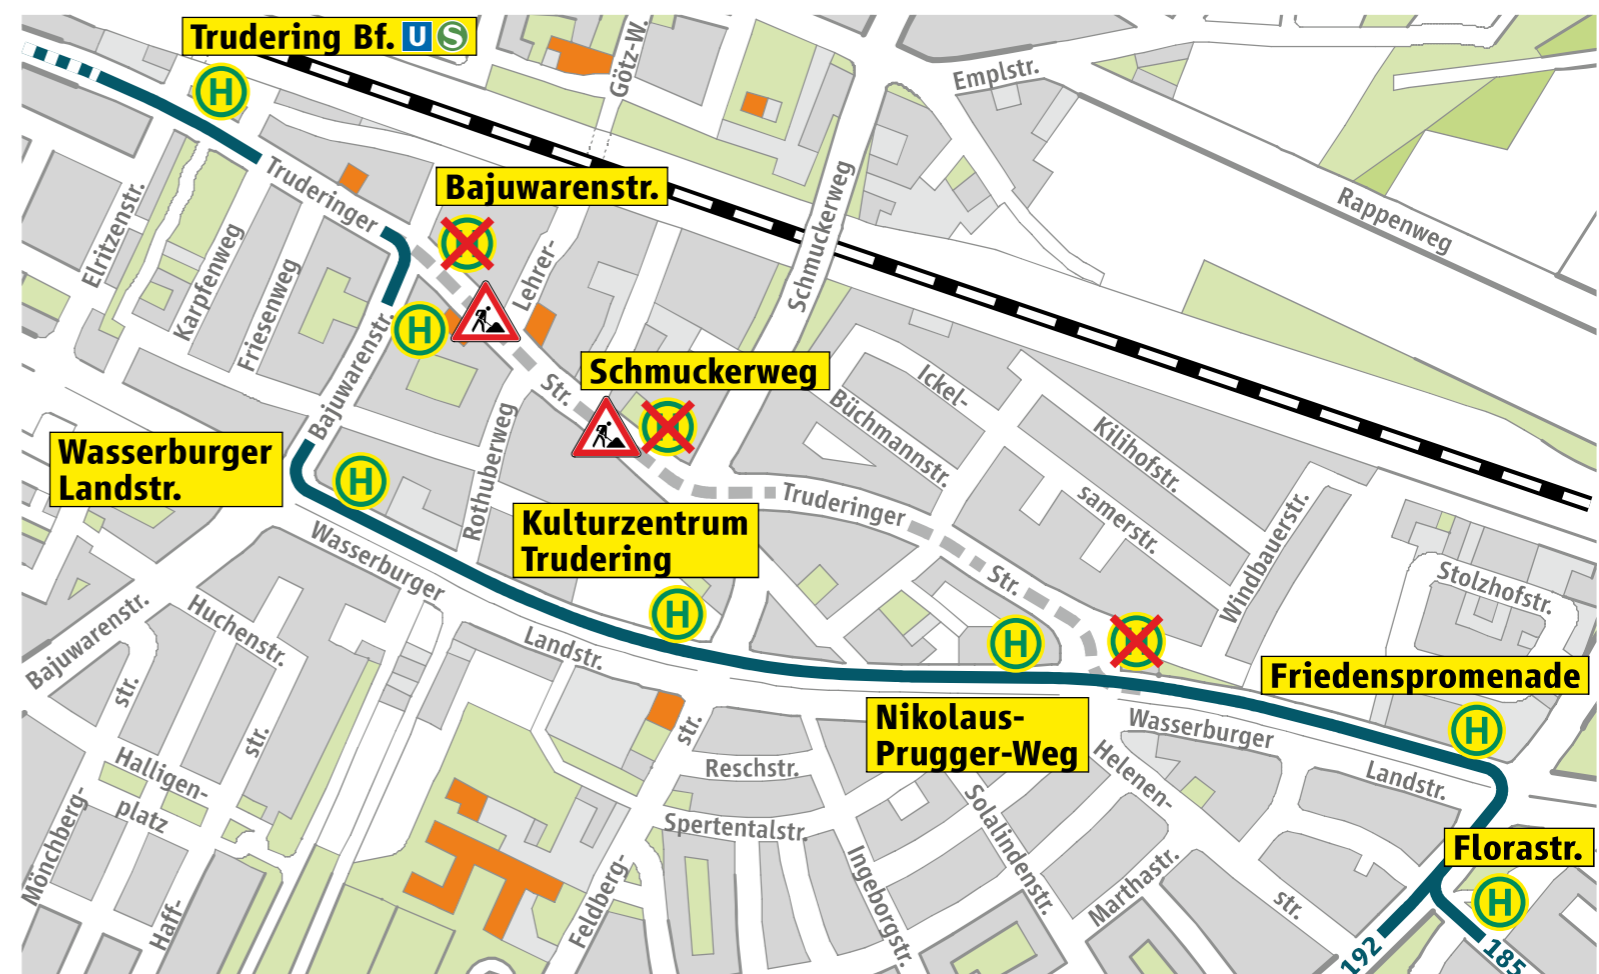 Trudering Bf. U S
Götz-W.
Emplstr.
H
Truderinger
Bajuwarenstr.
Elritzenstr.
Karpfenweg
Friesenweg
Lehrer-
Schmuckerweg
Rappenweg
H
H
Bajuwarenstr.
Str.
Schmuckerweg
H
Ickel-
Büchmannstr.
Kilihofstr.
samerstr.
Windbauerstr.
Stolzhofstr.
Wasserburger
Landstr.
H
Rothuberweg
Kulturzentrum
Trudering
H
Truderinger
Str.
H
H
Wasserburger
Landstr.
Bajuwarenstr.
Huchenstr.
str.
str.
Halligen-
platz
Mönchberg-
Haff-
Feldberg-
str.
Reschstr.
Spertentalstr.
Ingeborgstr.
Solalindenstr.
Nikolaus-
Prugger-Weg
Wasserburger
Landstr.
Helenen-
str.
Marthastr.
Friedenspromenade
H
Florastr.
H
192
185